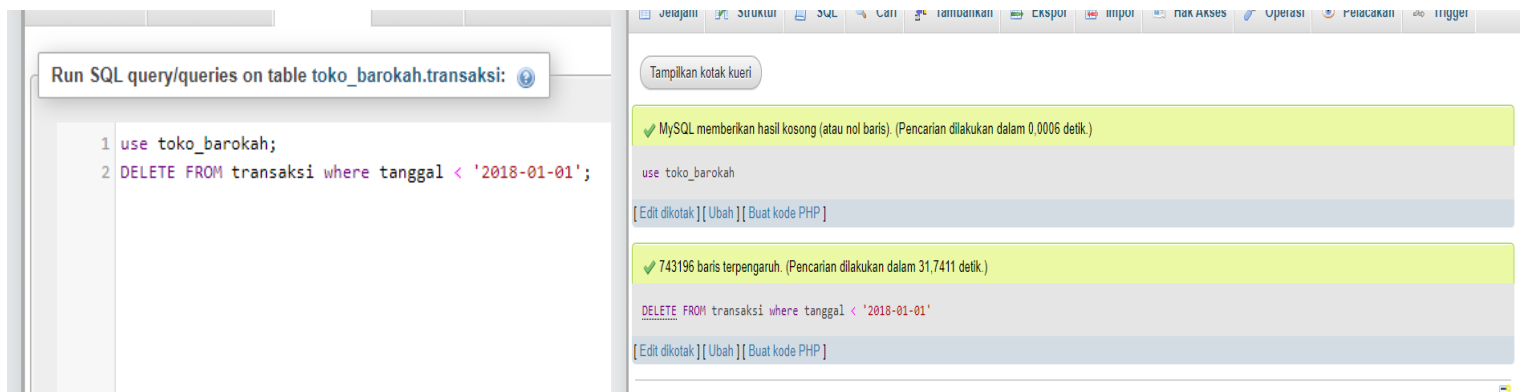 Run SQL query/queries on table toko_barokah.transaksi:
1 use toko_barokah;
2 DELETE FROM transaksi where tanggal < '2018-01-01';
Jelajahi Struktur SQL Cari Tambahkan Ekspor Impor Hak Akses Operasi Pelacakan Trigger
Tampilkan kotak kueri
MySQL memberikan hasil kosong (atau nol baris). (Pencarian dilakukan dalam 0,0006 detik.)
use toko_barokah
[ Edit dikotak ] [ Ubah ] [ Buat kode PHP ]
743196 baris terpengaruh. (Pencarian dilakukan dalam 31,7411 detik.)
DELETE FROM transaksi where tanggal < '2018-01-01'
[ Edit dikotak ] [ Ubah ] [ Buat kode PHP ]